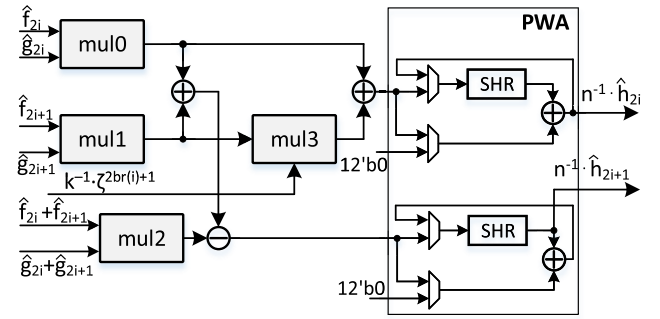 f̂2i
ĝ2i
mul0
PWA
SHR
n⁻¹·ĥ2i
f̂2i+1
mul1
mul3
ĝ2i+1
12'b0
k⁻¹·ζ^2br(i)+1
n⁻¹·ĥ2i+1
f̂2i+f̂2i+1
mul2
SHR
ĝ2i+ĝ2i+1
12'b0